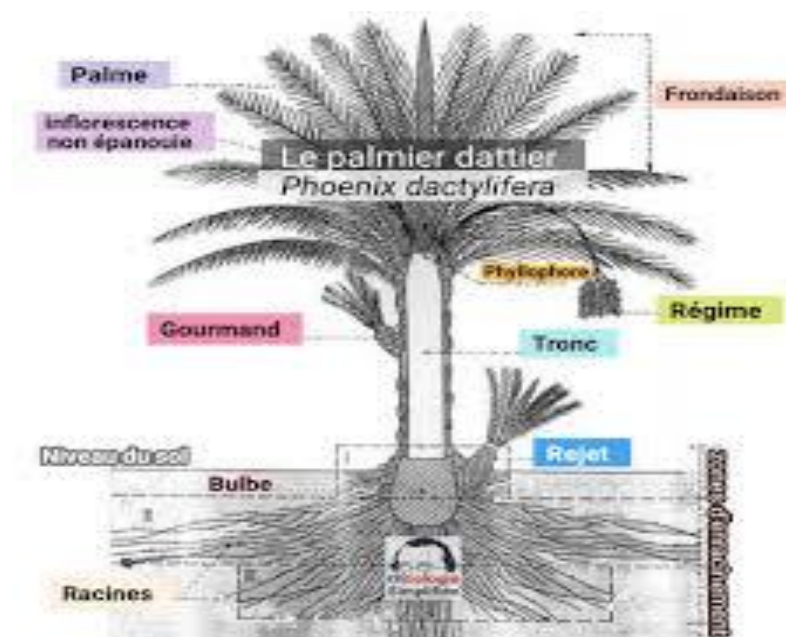 Palme
Frondaison
inflorescence
non épanouie
Le palmier dattier
Phoenix dactylifera
Phyllophore
Régime
Gourmand
Tronc
Niveau du sol
I
Rejet
Bulbe
Racines